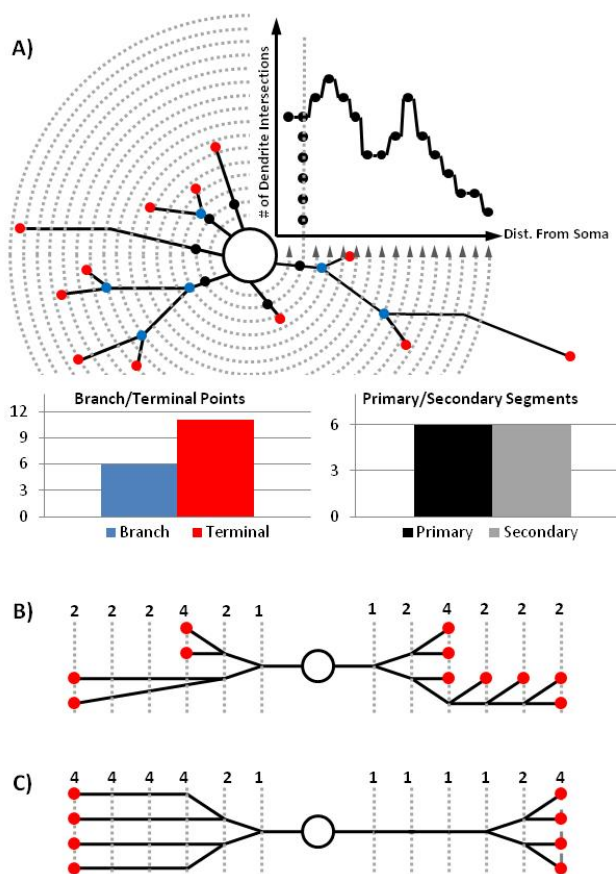 A)
# of Dendrite Intersections
Dist. From Soma
Branch/Terminal Points
12
9
6
3
0
Branch Terminal
Primary/Secondary Segments
6
3
0
Primary Secondary
B)
2 2 2 4 2 1 1 2 4 2 2 2
C)
4 4 4 4 2 1 1 1 1 1 2 4